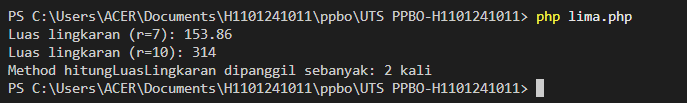 PS C:\Users\ACER\Documents\H1101241011\ppbo\UTS PPBO-H1101241011> php lima.php
Luas lingkaran (r=7): 153.86
Luas lingkaran (r=10): 314
Method hitungLuasLingkaran dipanggil sebanyak: 2 kali
PS C:\Users\ACER\Documents\H1101241011\ppbo\UTS PPBO-H1101241011>